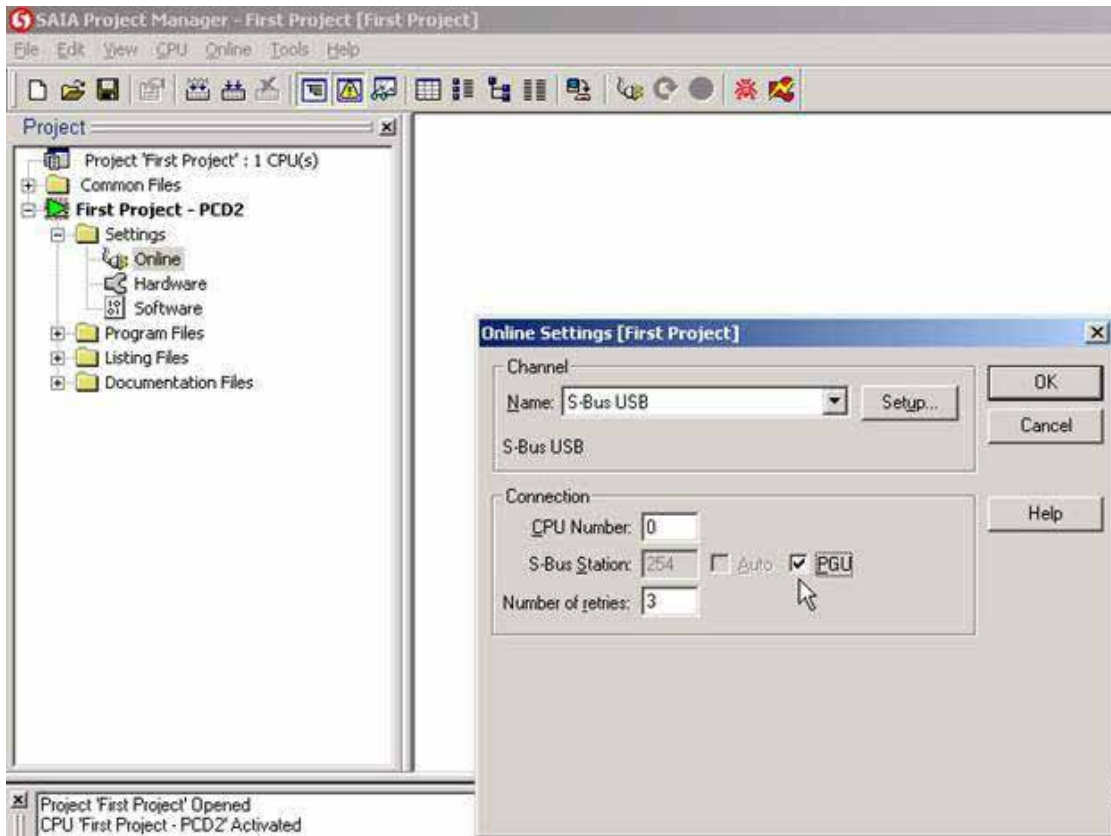 SAIA Project Manager - First Project [First Project]
File Edit View CPU Online Tools Help
Project
Project 'First Project' : 1 CPU(s)
Common Files
First Project - PCD2
Settings
Online
Hardware
Software
Program Files
Listing Files
Documentation Files
Online Settings [First Project]
Channel
Name: S-Bus USB Setup...
S-Bus USB
OK
Cancel
Help
Connection
CPU Number: 0
S-Bus Station: 254 Auto PGU
Number of retries: 3
Project 'First Project' Opened
CPU 'First Project - PCD2' Activated